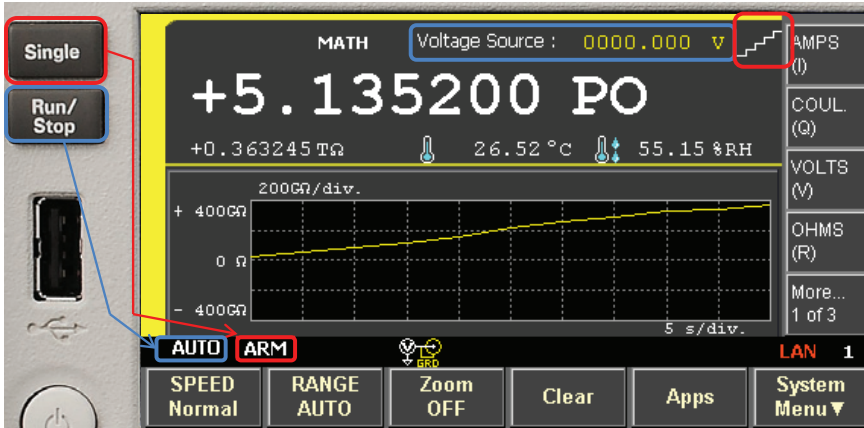 Single
Run/
Stop
MATH
Voltage Source : 0000.000 V
+5.135200 PO
+0.363245TΩ 26.52°C 55.15%RH
200GΩ/div.
+ 400GΩ
0 Ω
- 400GΩ
5 s/div.
AMPS
(I)
COUL.
(Q)
VOLTS
(V)
OHMS
(R)
More...
1 of 3
AUTO ARM
V
GRD
LAN 1
SPEED
Normal
RANGE
AUTO
Zoom
OFF
Clear
Apps
System
Menu▼